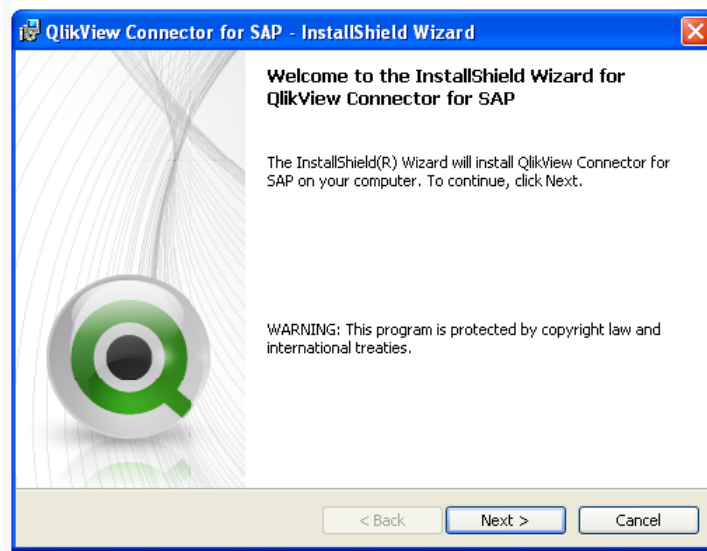 QlikView Connector for SAP - InstallShield Wizard
Welcome to the InstallShield Wizard for
QlikView Connector for SAP
The InstallShield(R) Wizard will install QlikView Connector for
SAP on your computer. To continue, click Next.
WARNING: This program is protected by copyright law and
international treaties.
< Back Next > Cancel